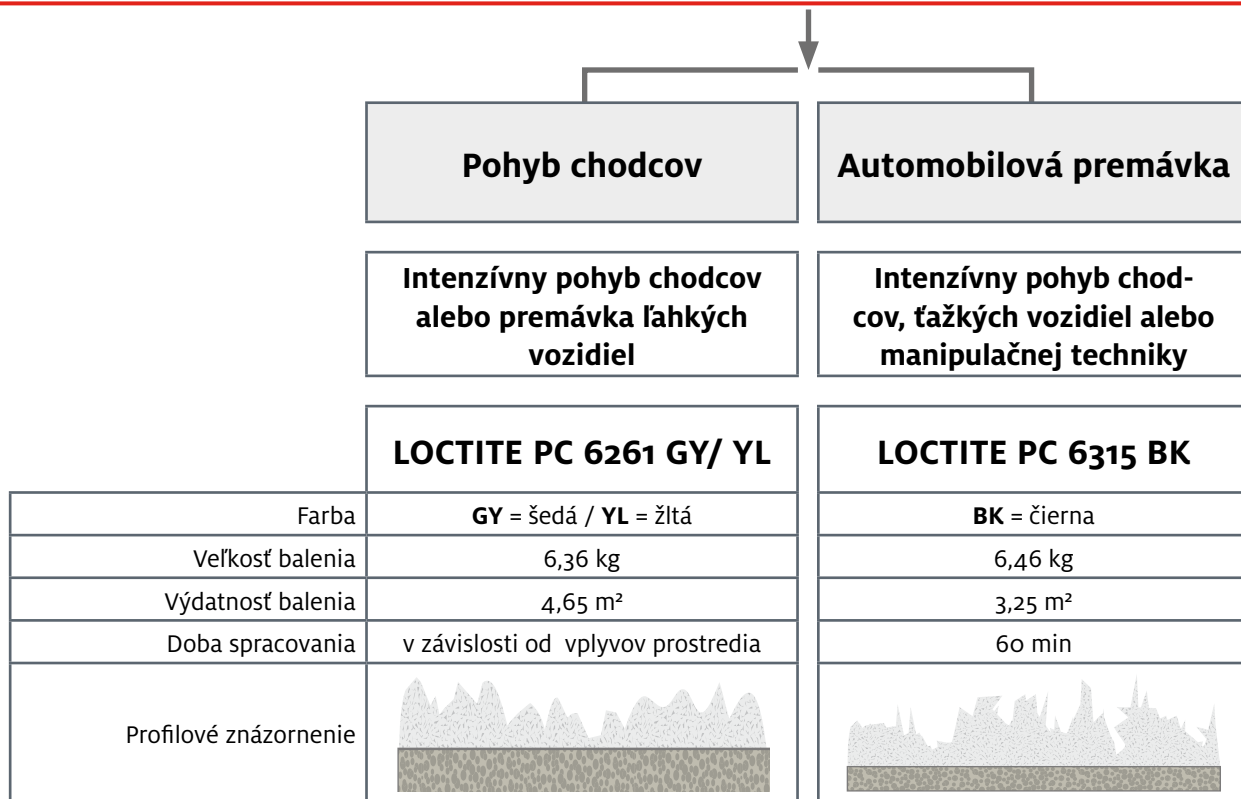 Pohyb chodcov
Automobilová premávka
Intenzívny pohyb chodcov
alebo premávka ľahkých
vozidiel
Intenzívny pohyb chod-
cov, ťažkých vozidiel alebo
manipulačnej techniky
LOCTITE PC 6261 GY/ YL
LOCTITE PC 6315 BK
Farba
GY = šedá / YL = žltá
BK = čierna
Veľkosť balenia
6,36 kg
6,46 kg
Výdatnosť balenia
4,65 m²
3,25 m²
Doba spracovania
v závislosti od vplyvov prostredia
60 min
Profilové znázornenie